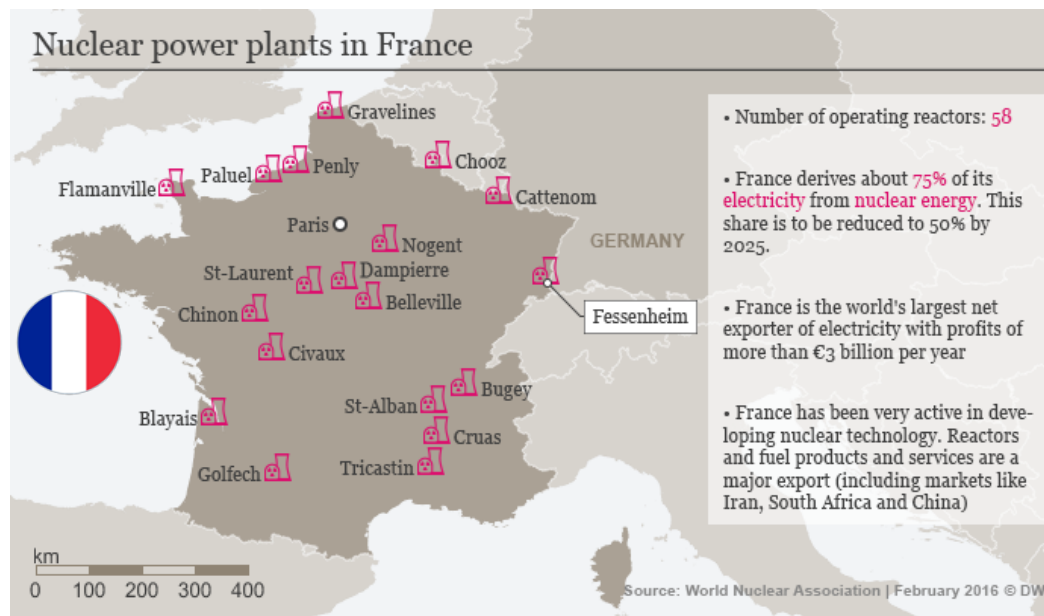 Nuclear power plants in France
Gravelines
Chooz
Penly
Paluel
Flamanville
Cattenom
Paris
Nogent
GERMANY
St-Laurent
Dampierre
Belleville
Chinon
Fessenheim
Civaux
Bugey
St-Alban
Blayais
Cruas
Tricastin
Golfech
km
0 100 200 300 400
• Number of operating reactors: 58
• France derives about 75% of its
electricity from nuclear energy. This
share is to be reduced to 50% by
2025.
• France is the world's largest net
exporter of electricity with profits of
more than €3 billion per year
• France has been very active in deve-
loping nuclear technology. Reactors
and fuel products and services are a
major export (including markets like
Iran, South Africa and China)
Source: World Nuclear Association | February 2016 © DW